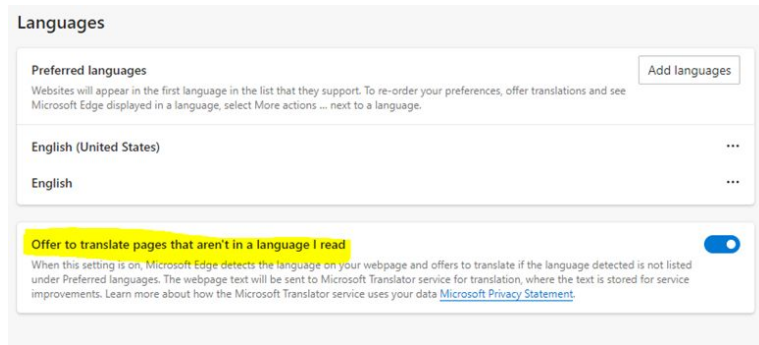 Languages
Preferred languages
Add languages
Websites will appear in the first language in the list that they support. To re-order your preferences, offer translations and see
Microsoft Edge displayed in a language, select More actions ... next to a language.
English (United States)
...
English
...
Offer to translate pages that aren't in a language I read
When this setting is on, Microsoft Edge detects the language on your webpage and offers to translate if the language detected is not listed
under Preferred languages. The webpage text will be sent to Microsoft Translator service for translation, where the text is stored for service
improvements. Learn more about how the Microsoft Translator service uses your data Microsoft Privacy Statement.